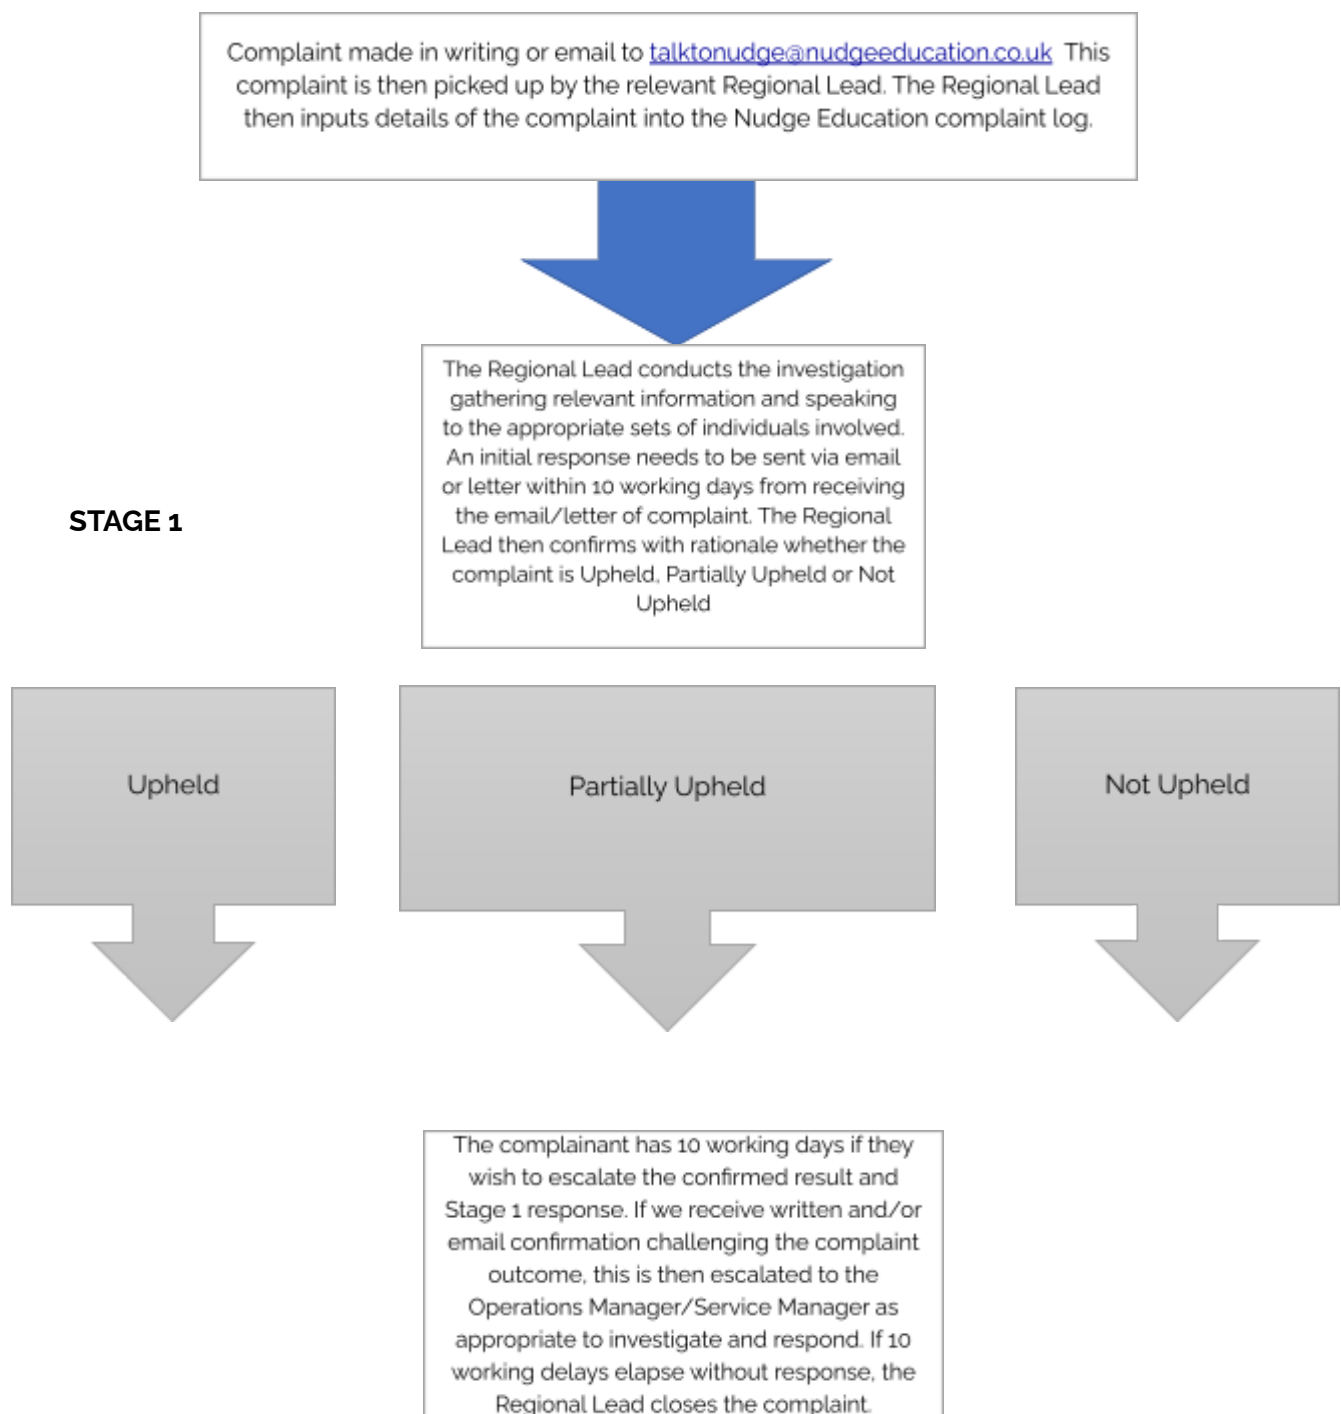 Complaint made in writing or email to talktonudge@nudgeeducation.co.uk This
complaint is then picked up by the relevant Regional Lead. The Regional Lead
then inputs details of the complaint into the Nudge Education complaint log.
The Regional Lead conducts the investigation
gathering relevant information and speaking
to the appropriate sets of individuals involved.
An initial response needs to be sent via email
or letter within 10 working days from receiving
the email/letter of complaint. The Regional
Lead then confirms with rationale whether the
complaint is Upheld, Partially Upheld or Not
Upheld
STAGE 1
Upheld
Partially Upheld
Not Upheld
The complainant has 10 working days if they
wish to escalate the confirmed result and
Stage 1 response. If we receive written and/or
email confirmation challenging the complaint
outcome, this is then escalated to the
Operations Manager/Service Manager as
appropriate to investigate and respond. If 10
working delays elapse without response, the
Regional Lead closes the complaint.